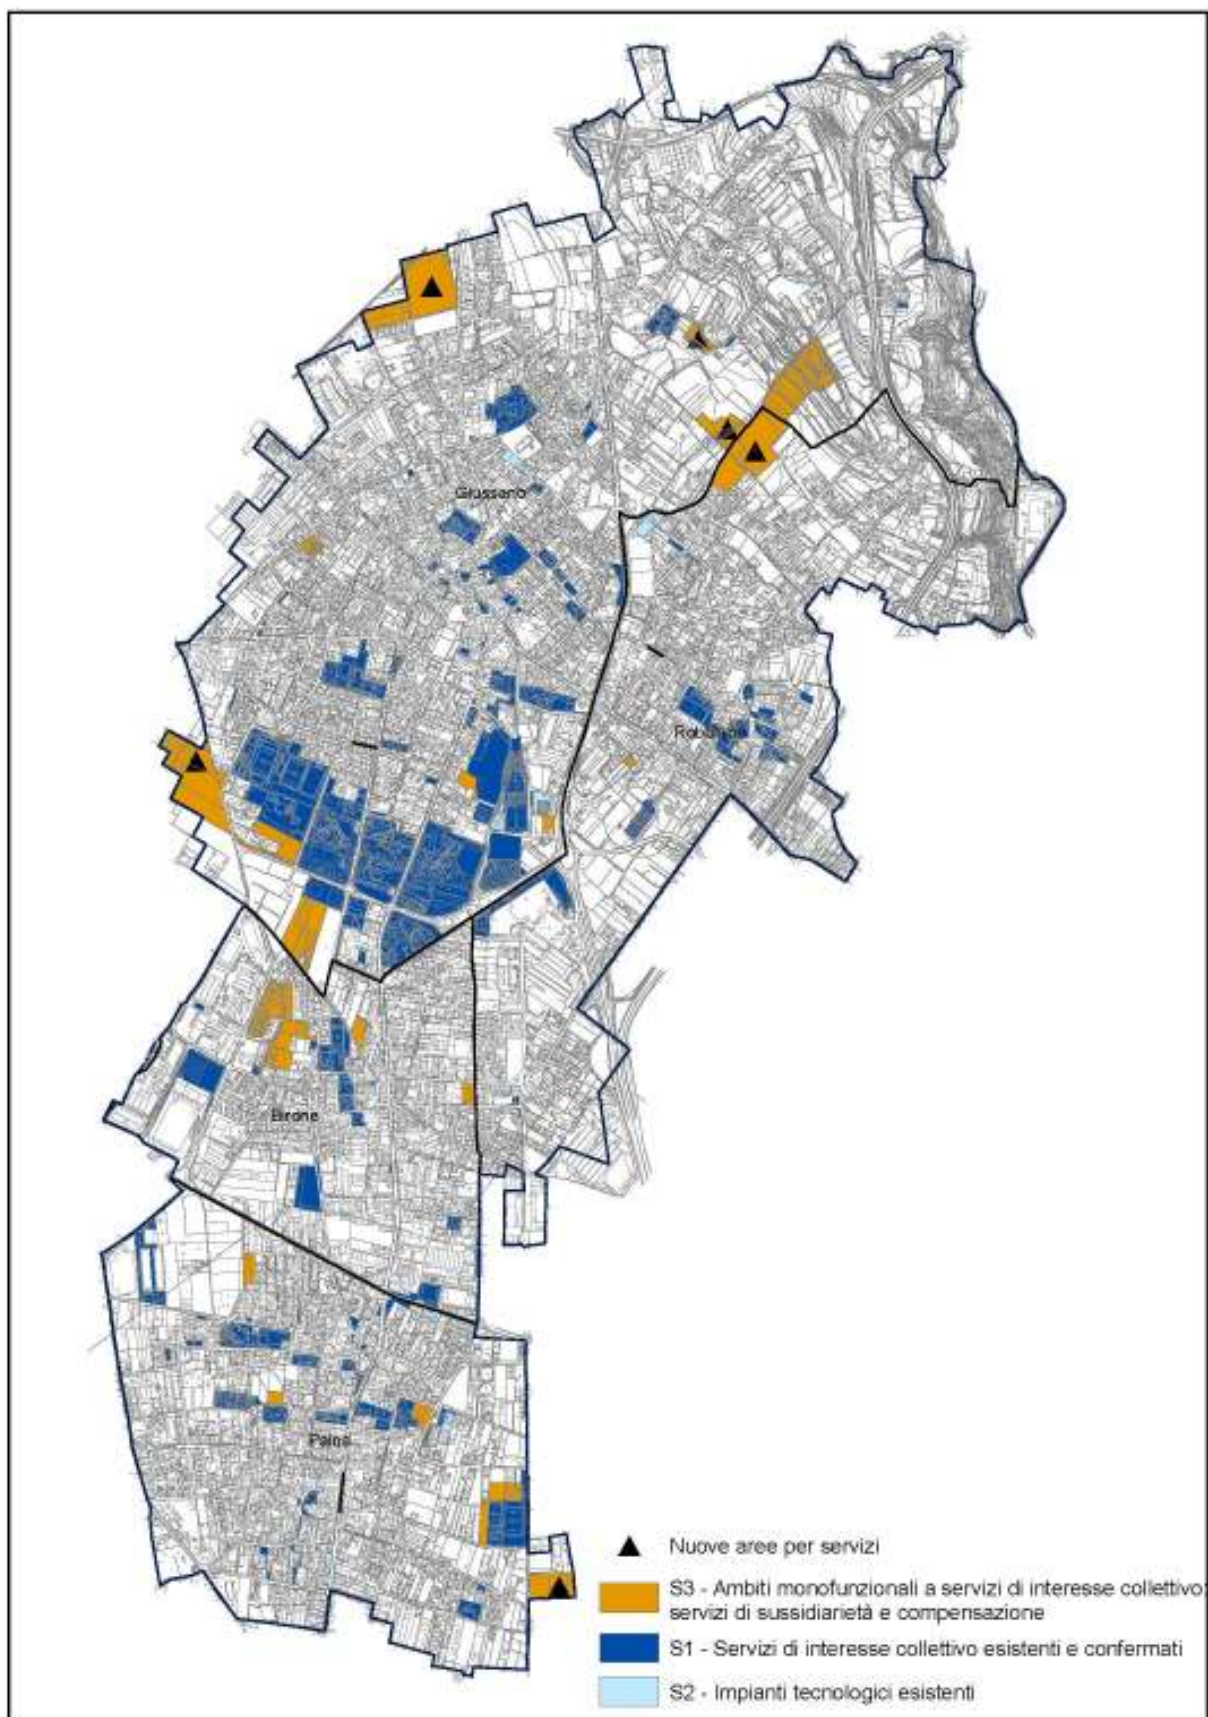 Giussano
Birone
Paina
Nuove aree per servizi
S3 - Ambiti monofunzionali a servizi di interesse collettivo;
servizi di sussidiarietà e compensazione
S1 - Servizi di interesse collettivo esistenti e confermati
S2 - Impianti tecnologici esistenti